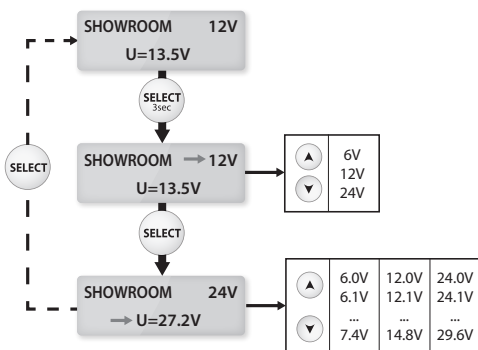 SHOWROOM 12V
U=13.5V
SELECT
3sec
SELECT
SHOWROOM → 12V
U=13.5V
6V
12V
24V
SELECT
SHOWROOM 24V
→ U=27.2V
6.0V 12.0V 24.0V
6.1V 12.1V 24.1V
... ... ...
7.4V 14.8V 29.6V